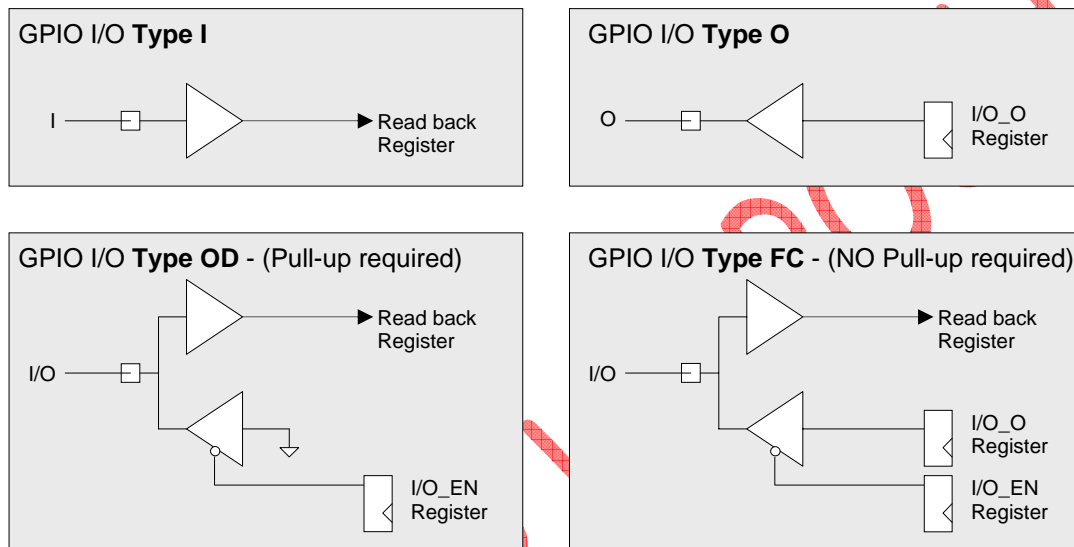 GPIO I/O Type I
I
Read back
Register
GPIO I/O Type O
O
I/O_O
Register
GPIO I/O Type OD - (Pull-up required)
Read back
Register
I/O
I/O_EN
Register
GPIO I/O Type FC - (NO Pull-up required)
Read back
Register
I/O
I/O_O
Register
I/O_EN
Register